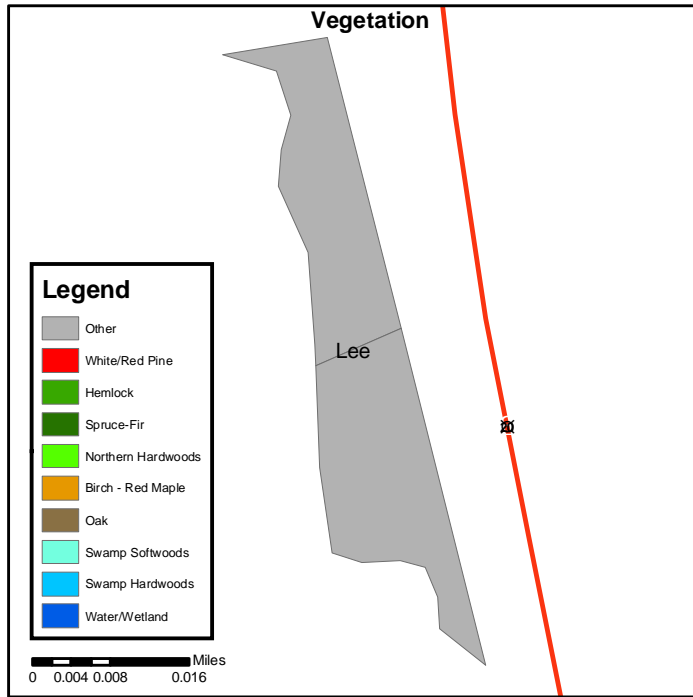 Vegetation
Lee
Legend
Other
White/Red Pine
Hemlock
Spruce-Fir
Northern Hardwoods
Birch - Red Maple
Oak
Swamp Softwoods
Swamp Hardwoods
Water/Wetland
Miles
0 0.004 0.008 0.016